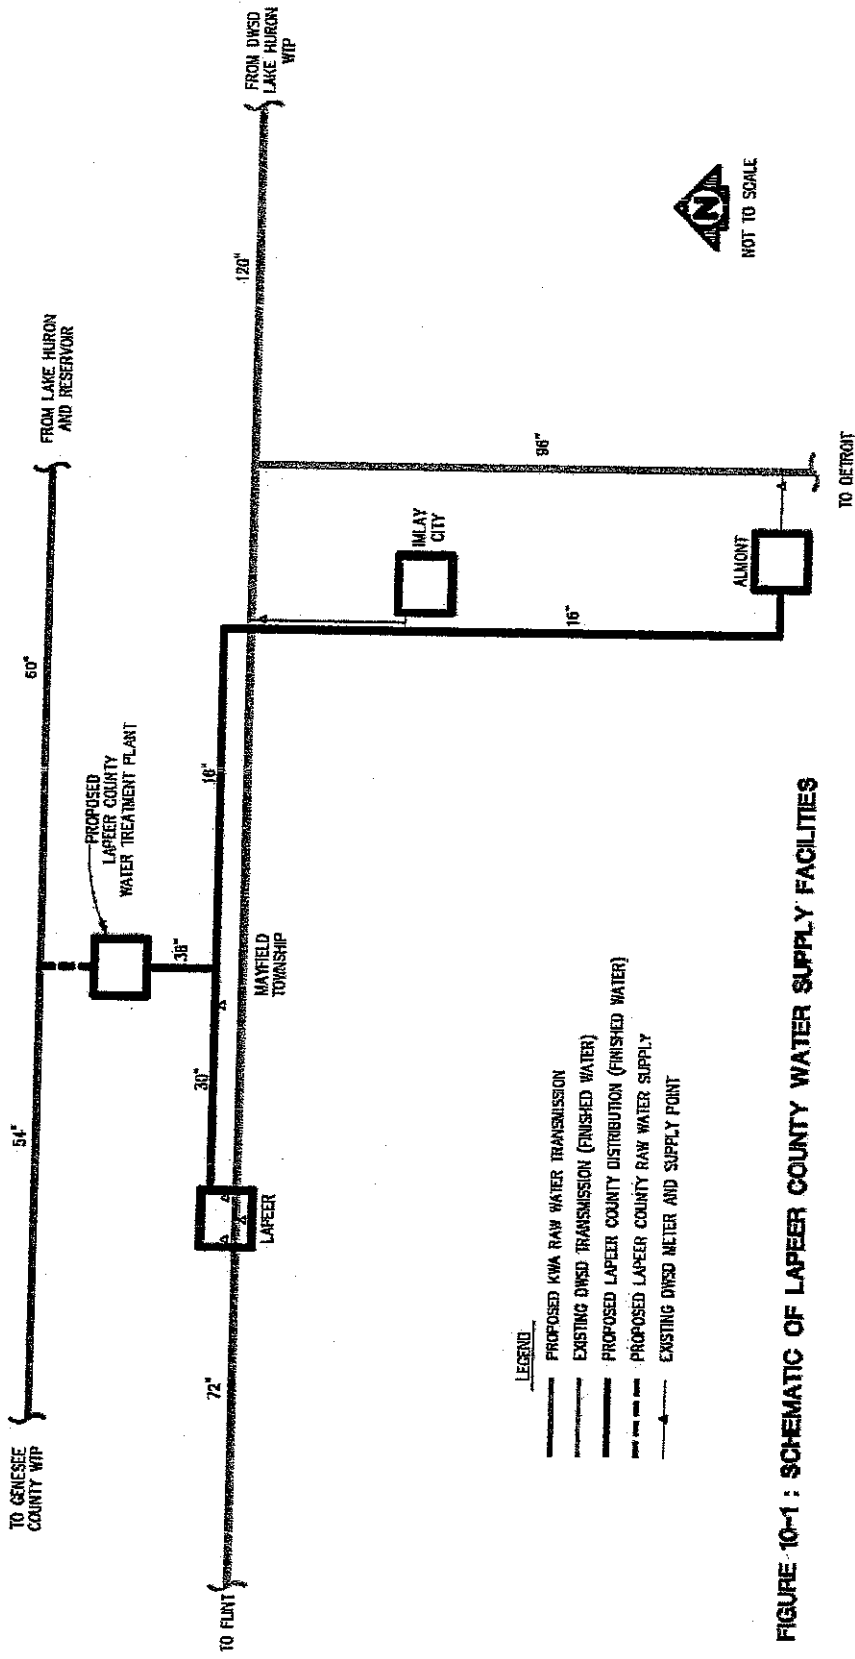 TO GENESEE
COUNTY WTP
54"
60"
FROM LAKE HURON
AND RESERVOIR
PROPOSED
LAPEER COUNTY
WATER TREATMENT PLANT
36"
30"
16"
120"
FROM DWSD
LAKE HURON
WTP
TO FLINT
72"
LAPEER
MAYFIELD
TOWNSHIP
IMLAY
CITY
16"
96"
ALMONT
TO DETROIT
N
NOT TO SCALE
LEGEND
PROPOSED KWA RAW WATER TRANSMISSION
EXISTING DWSD TRANSMISSION (FINISHED WATER)
PROPOSED LAPEER COUNTY DISTRIBUTION (FINISHED WATER)
PROPOSED LAPEER COUNTY RAW WATER SUPPLY
EXISTING DWSD METER AND SUPPLY POINT
FIGURE 10-1 : SCHEMATIC OF LAPEER COUNTY WATER SUPPLY FACILITIES